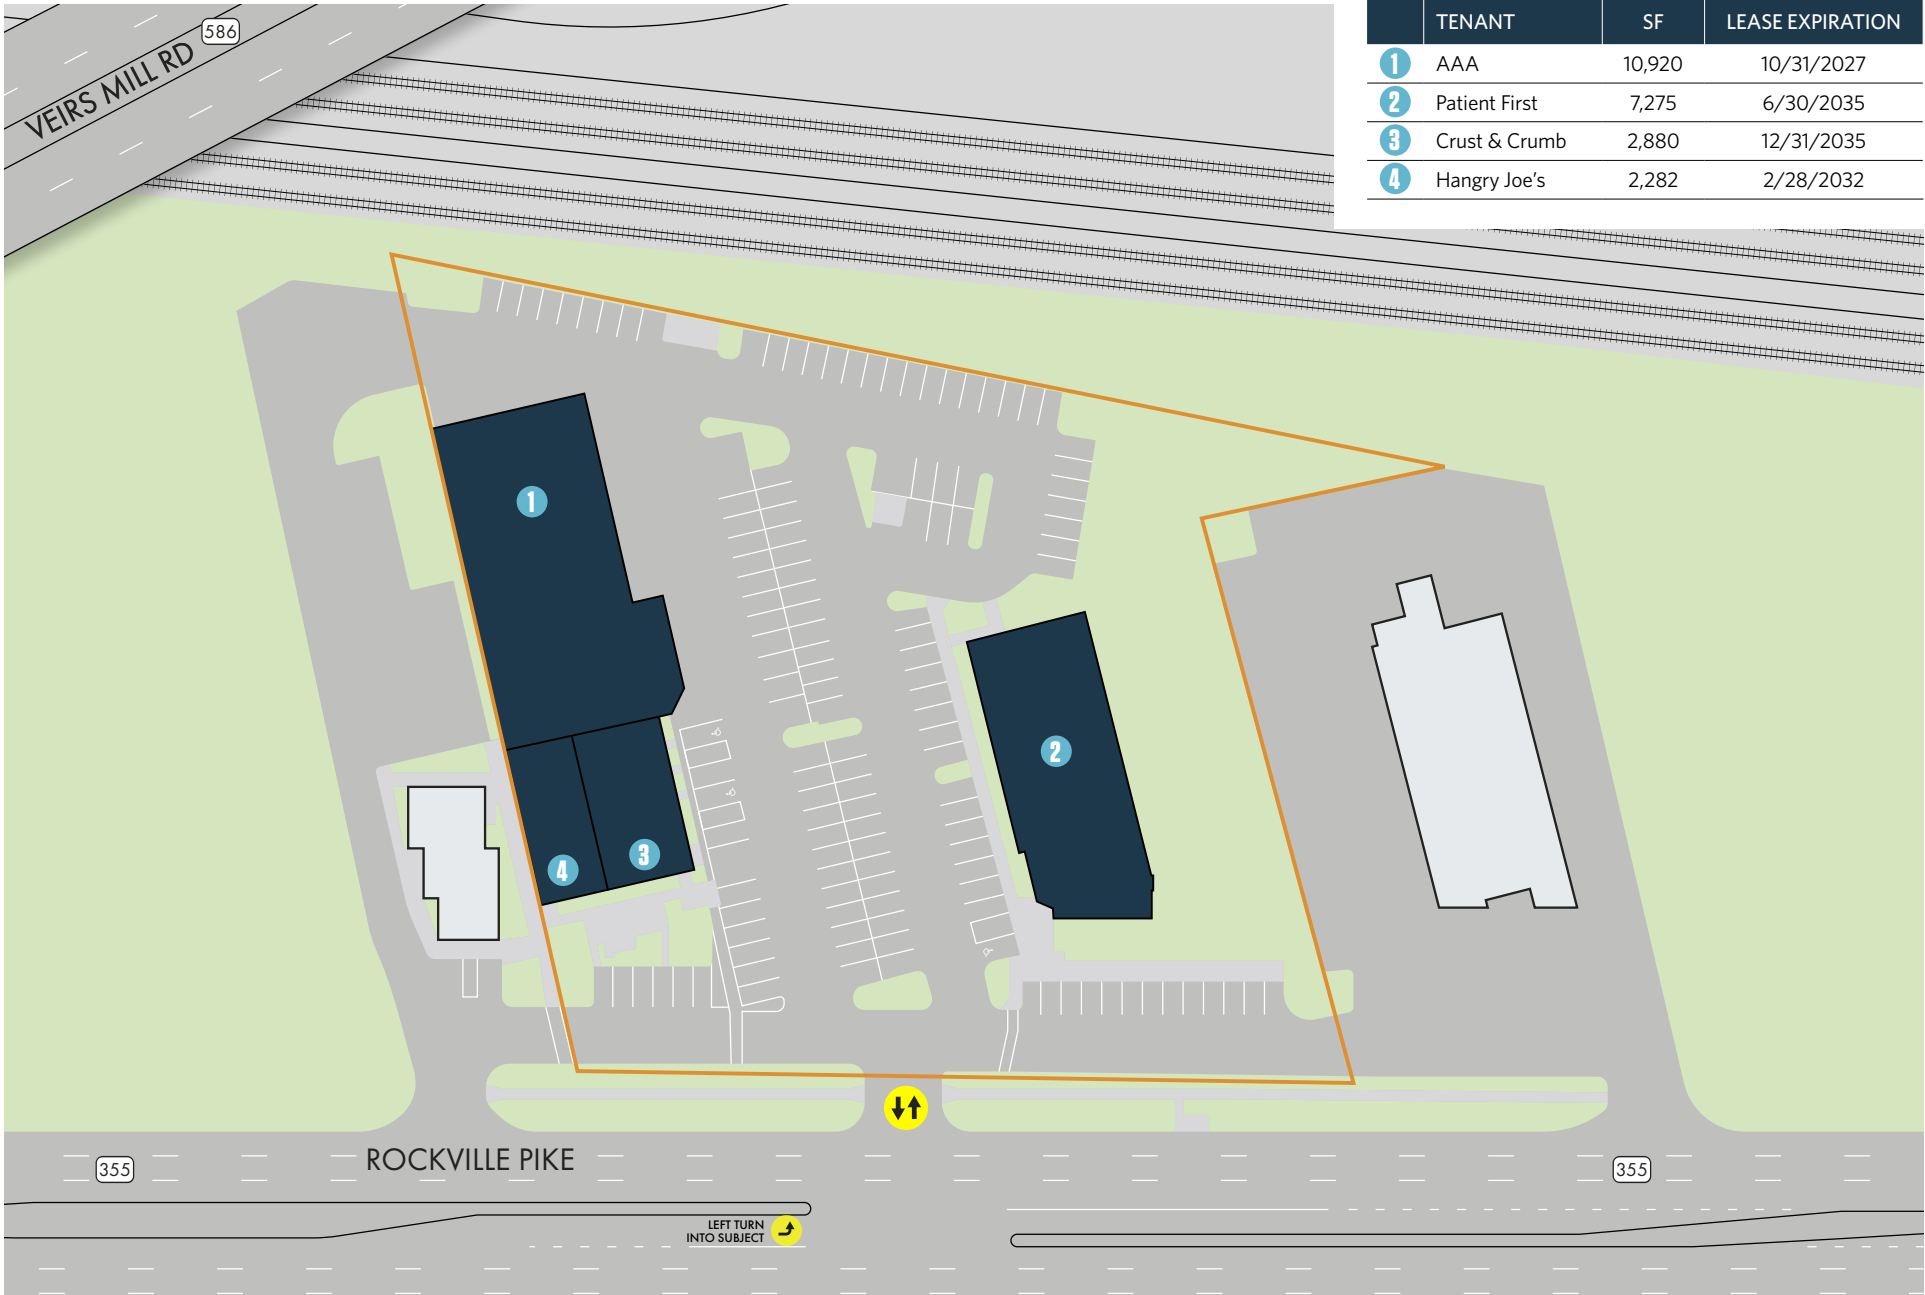 TENANT SF LEASE EXPIRATION
1 AAA 10,920 10/31/2027
2 Patient First 7,275 6/30/2035
3 Crust & Crumb 2,880 12/31/2035
4 Hangry Joe's 2,282 2/28/2032
586
VEIRS MILL RD
1
2
3
4
ROCKVILLE PIKE
355
355
LEFT TURN
INTO SUBJECT